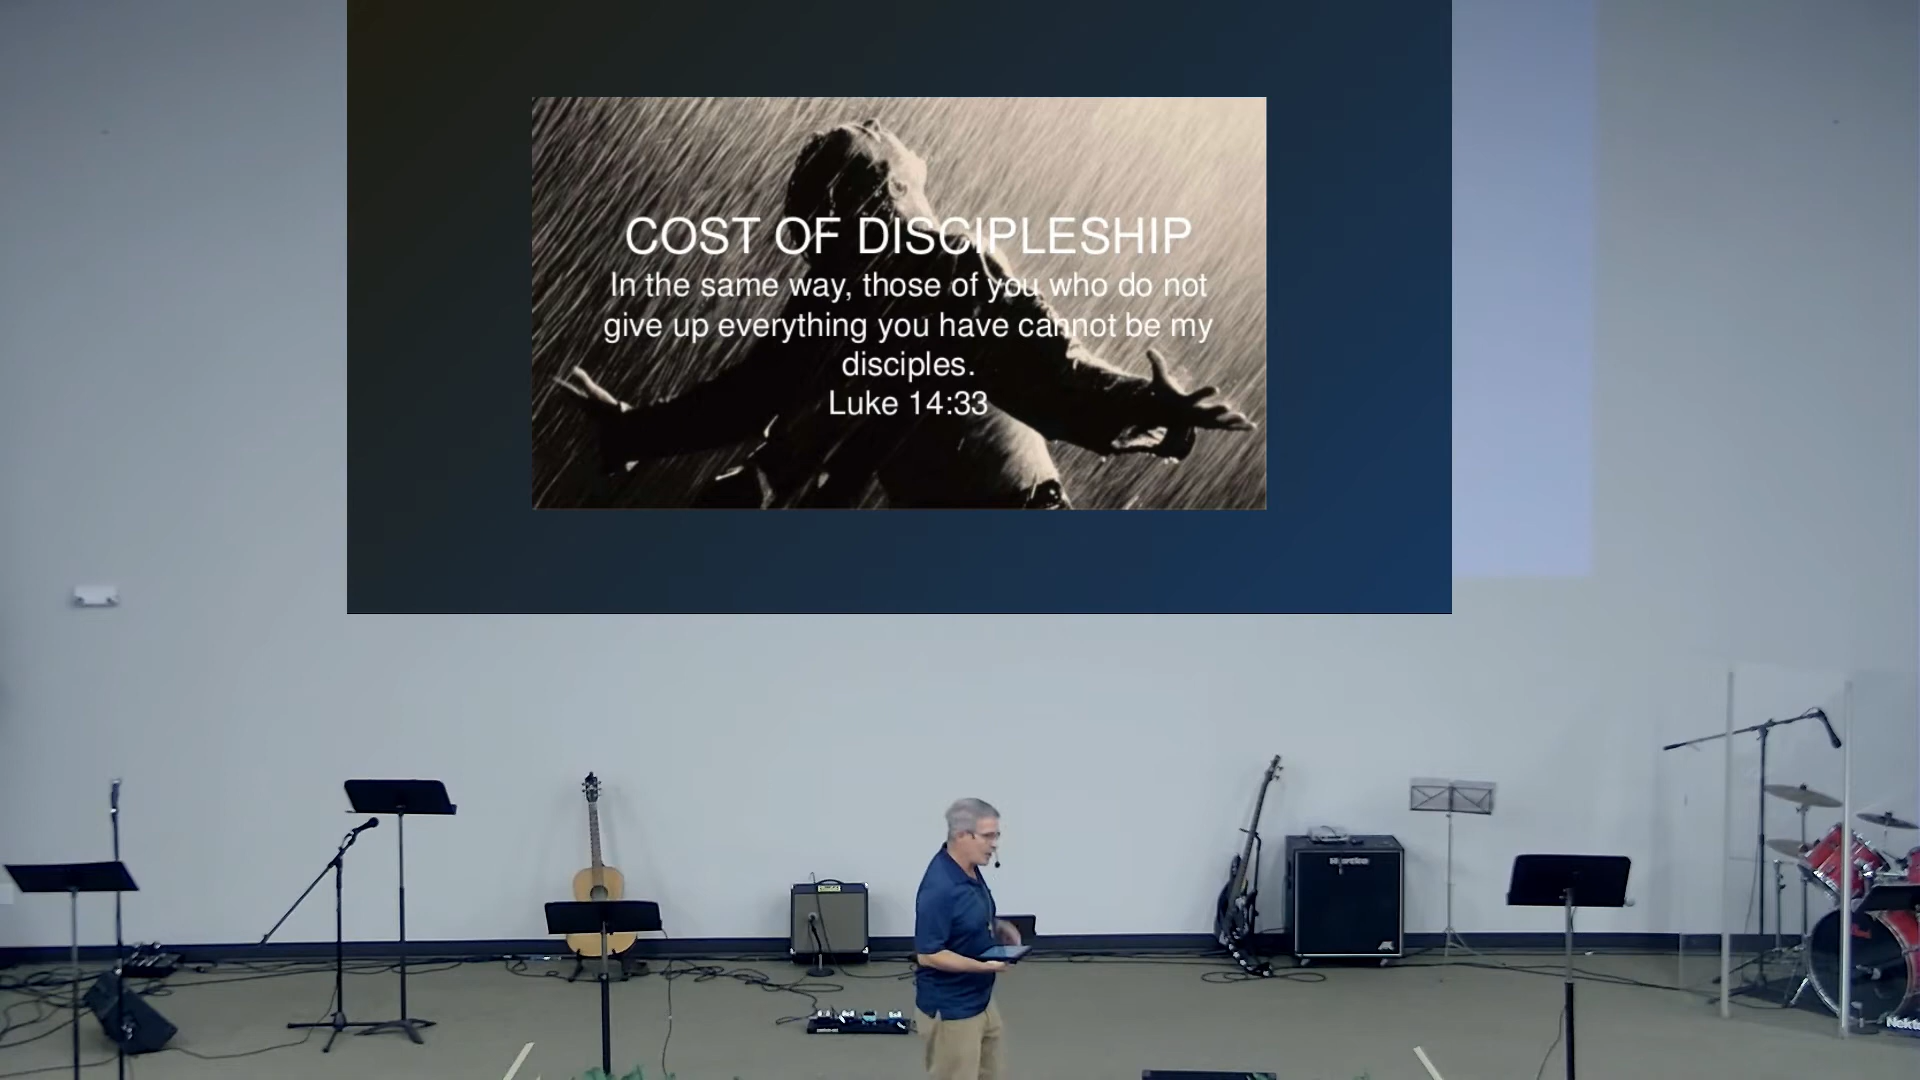 COST OF DISCIPLESHIP
In the same way, those of you who do not
give up everything you have cannot be my
disciples.
Luke 14:33
Hartke